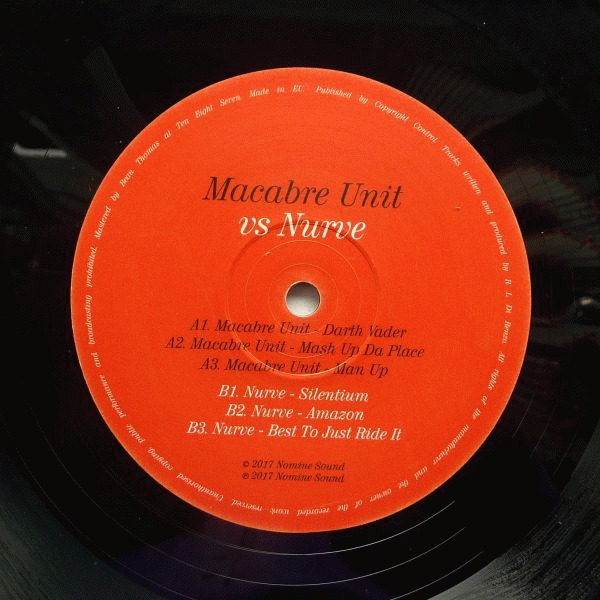 Macabre Unit
vs Nurve
A1. Macabre Unit - Darth Vader
A2. Macabre Unit - Mash Up Da Place
A3. Macabre Unit - Man Up
B1. Nurve - Silentium
B2. Nurve - Amazon
B3. Nurve - Best To Just Ride It
© 2017 Nomine Sound
℗ 2017 Nomine Sound
Mastered by Beau Thomas at Ten Eight Seven Made in EC. Published by Copyright Control. Tracks written and produced by R L Di All rights of the manufacturer and the owner of the recorded work reserved. Unauthorised copying, public performance and broadcasting prohibited.